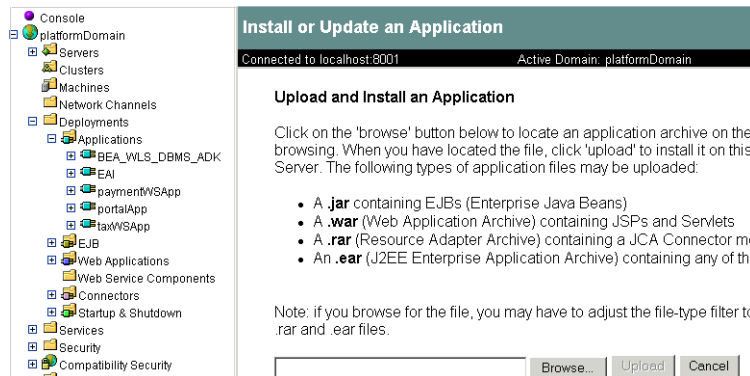 Console
platformDomain
Servers
Clusters
Machines
Network Channels
Deployments
Applications
BEA_WLS_DBMS_ADK
EAI
paymentWSApp
portalApp
taxWSApp
EJB
Web Applications
Web Service Components
Connectors
Startup & Shutdown
Services
Security
Compatibility Security
Install or Update an Application
Connected to localhost:8001 Active Domain: platformDomain
Upload and Install an Application
Click on the 'browse' button below to locate an application archive on the
browsing. When you have located the file, click 'upload' to install it on this
Server. The following types of application files may be uploaded:
• A .jar containing EJBs (Enterprise Java Beans)
• A .war (Web Application Archive) containing JSPs and Servlets
• A .rar (Resource Adapter Archive) containing a JCA Connector
• An .ear (J2EE Enterprise Application Archive) containing any of
Note: if you browse for the file, you may have to adjust the file-type filter
.rar and .ear files.
Browse... Upload Cancel